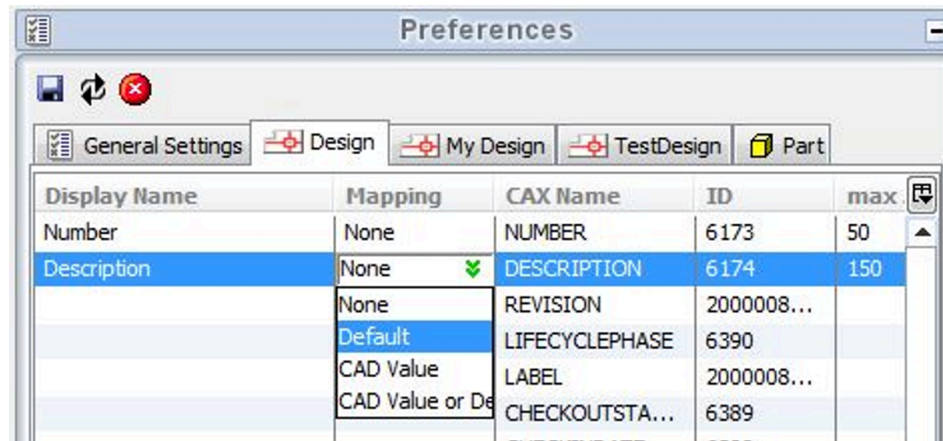 Preferences
General Settings Design My Design TestDesign Part
Display Name Mapping CAX Name ID max
Number None NUMBER 6173 50
Description None DESCRIPTION 6174 150
None REVISION 2000008...
Default LIFECYCLEPHASE 6390
CAD Value LABEL 2000008...
CAD Value or De CHECKOUTSTA... 6389